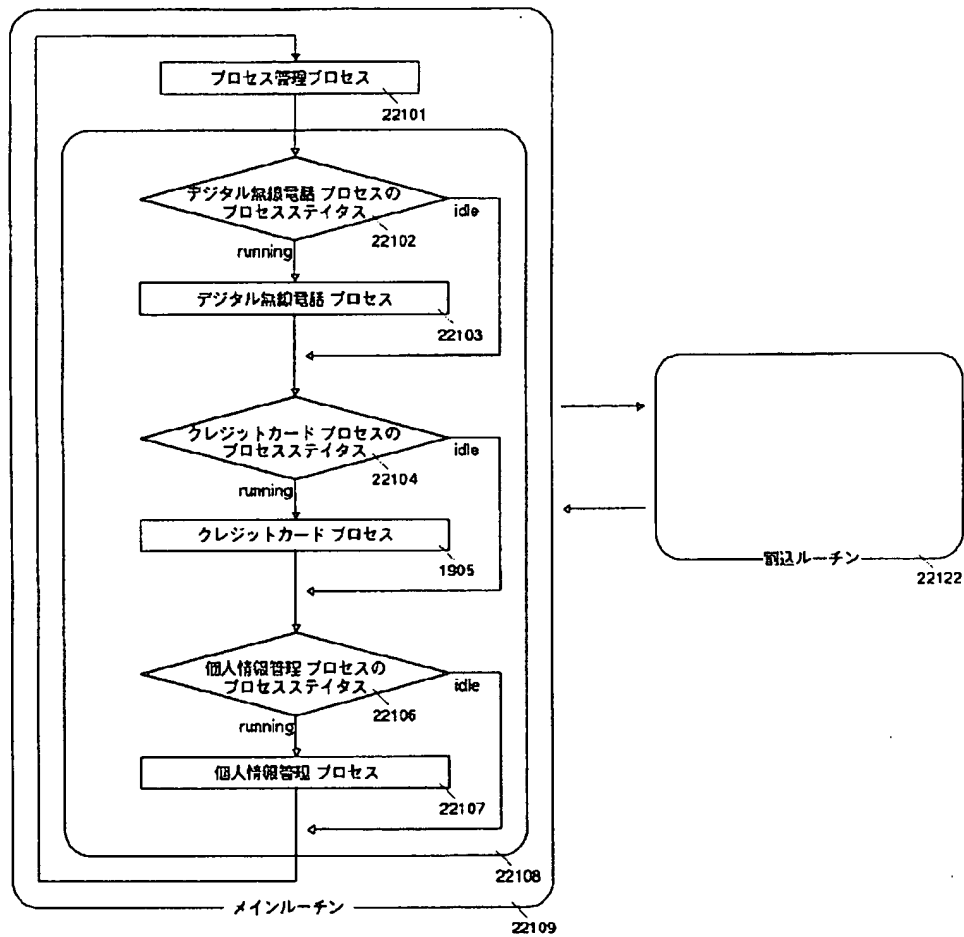 プロセス管理プロセス
22101
デジタル無線電話 プロセスの
プロセスステイタス
22102
idle
running
デジタル無線電話 プロセス
22103
クレジットカード プロセスの
プロセスステイタス
22104
idle
running
クレジットカード プロセス
1905
個人情報管理 プロセスの
プロセスステイタス
22106
idle
running
個人情報管理 プロセス
22107
22108
メインルーチン
22109
割込ルーチン
22122